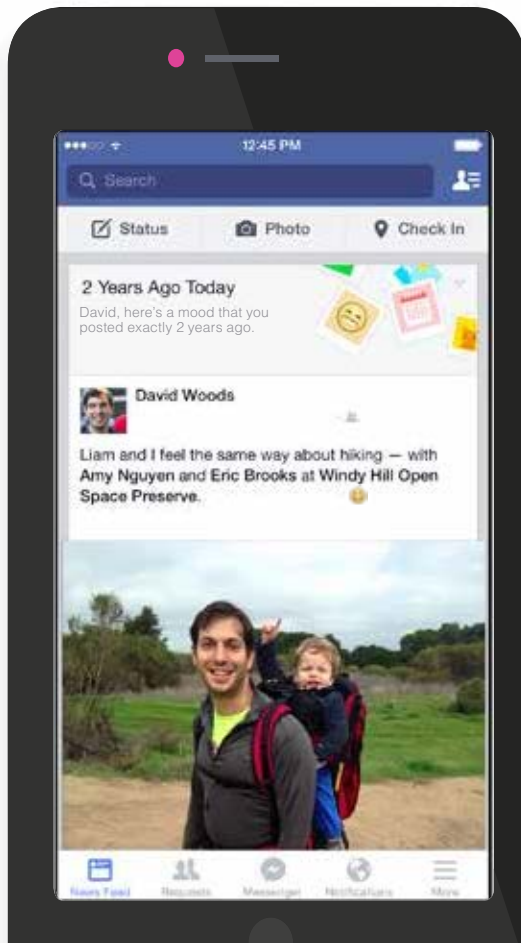 12:45 PM
Search
Status
Photo
Check In
2 Years Ago Today
David, here's a mood that you
posted exactly 2 years ago.
David Woods
Liam and I feel the same way about hiking — with
Amy Nguyen and Eric Brooks at Windy Hill Open
Space Preserve.
News Feed
Requests
Messenger
Notifications
More